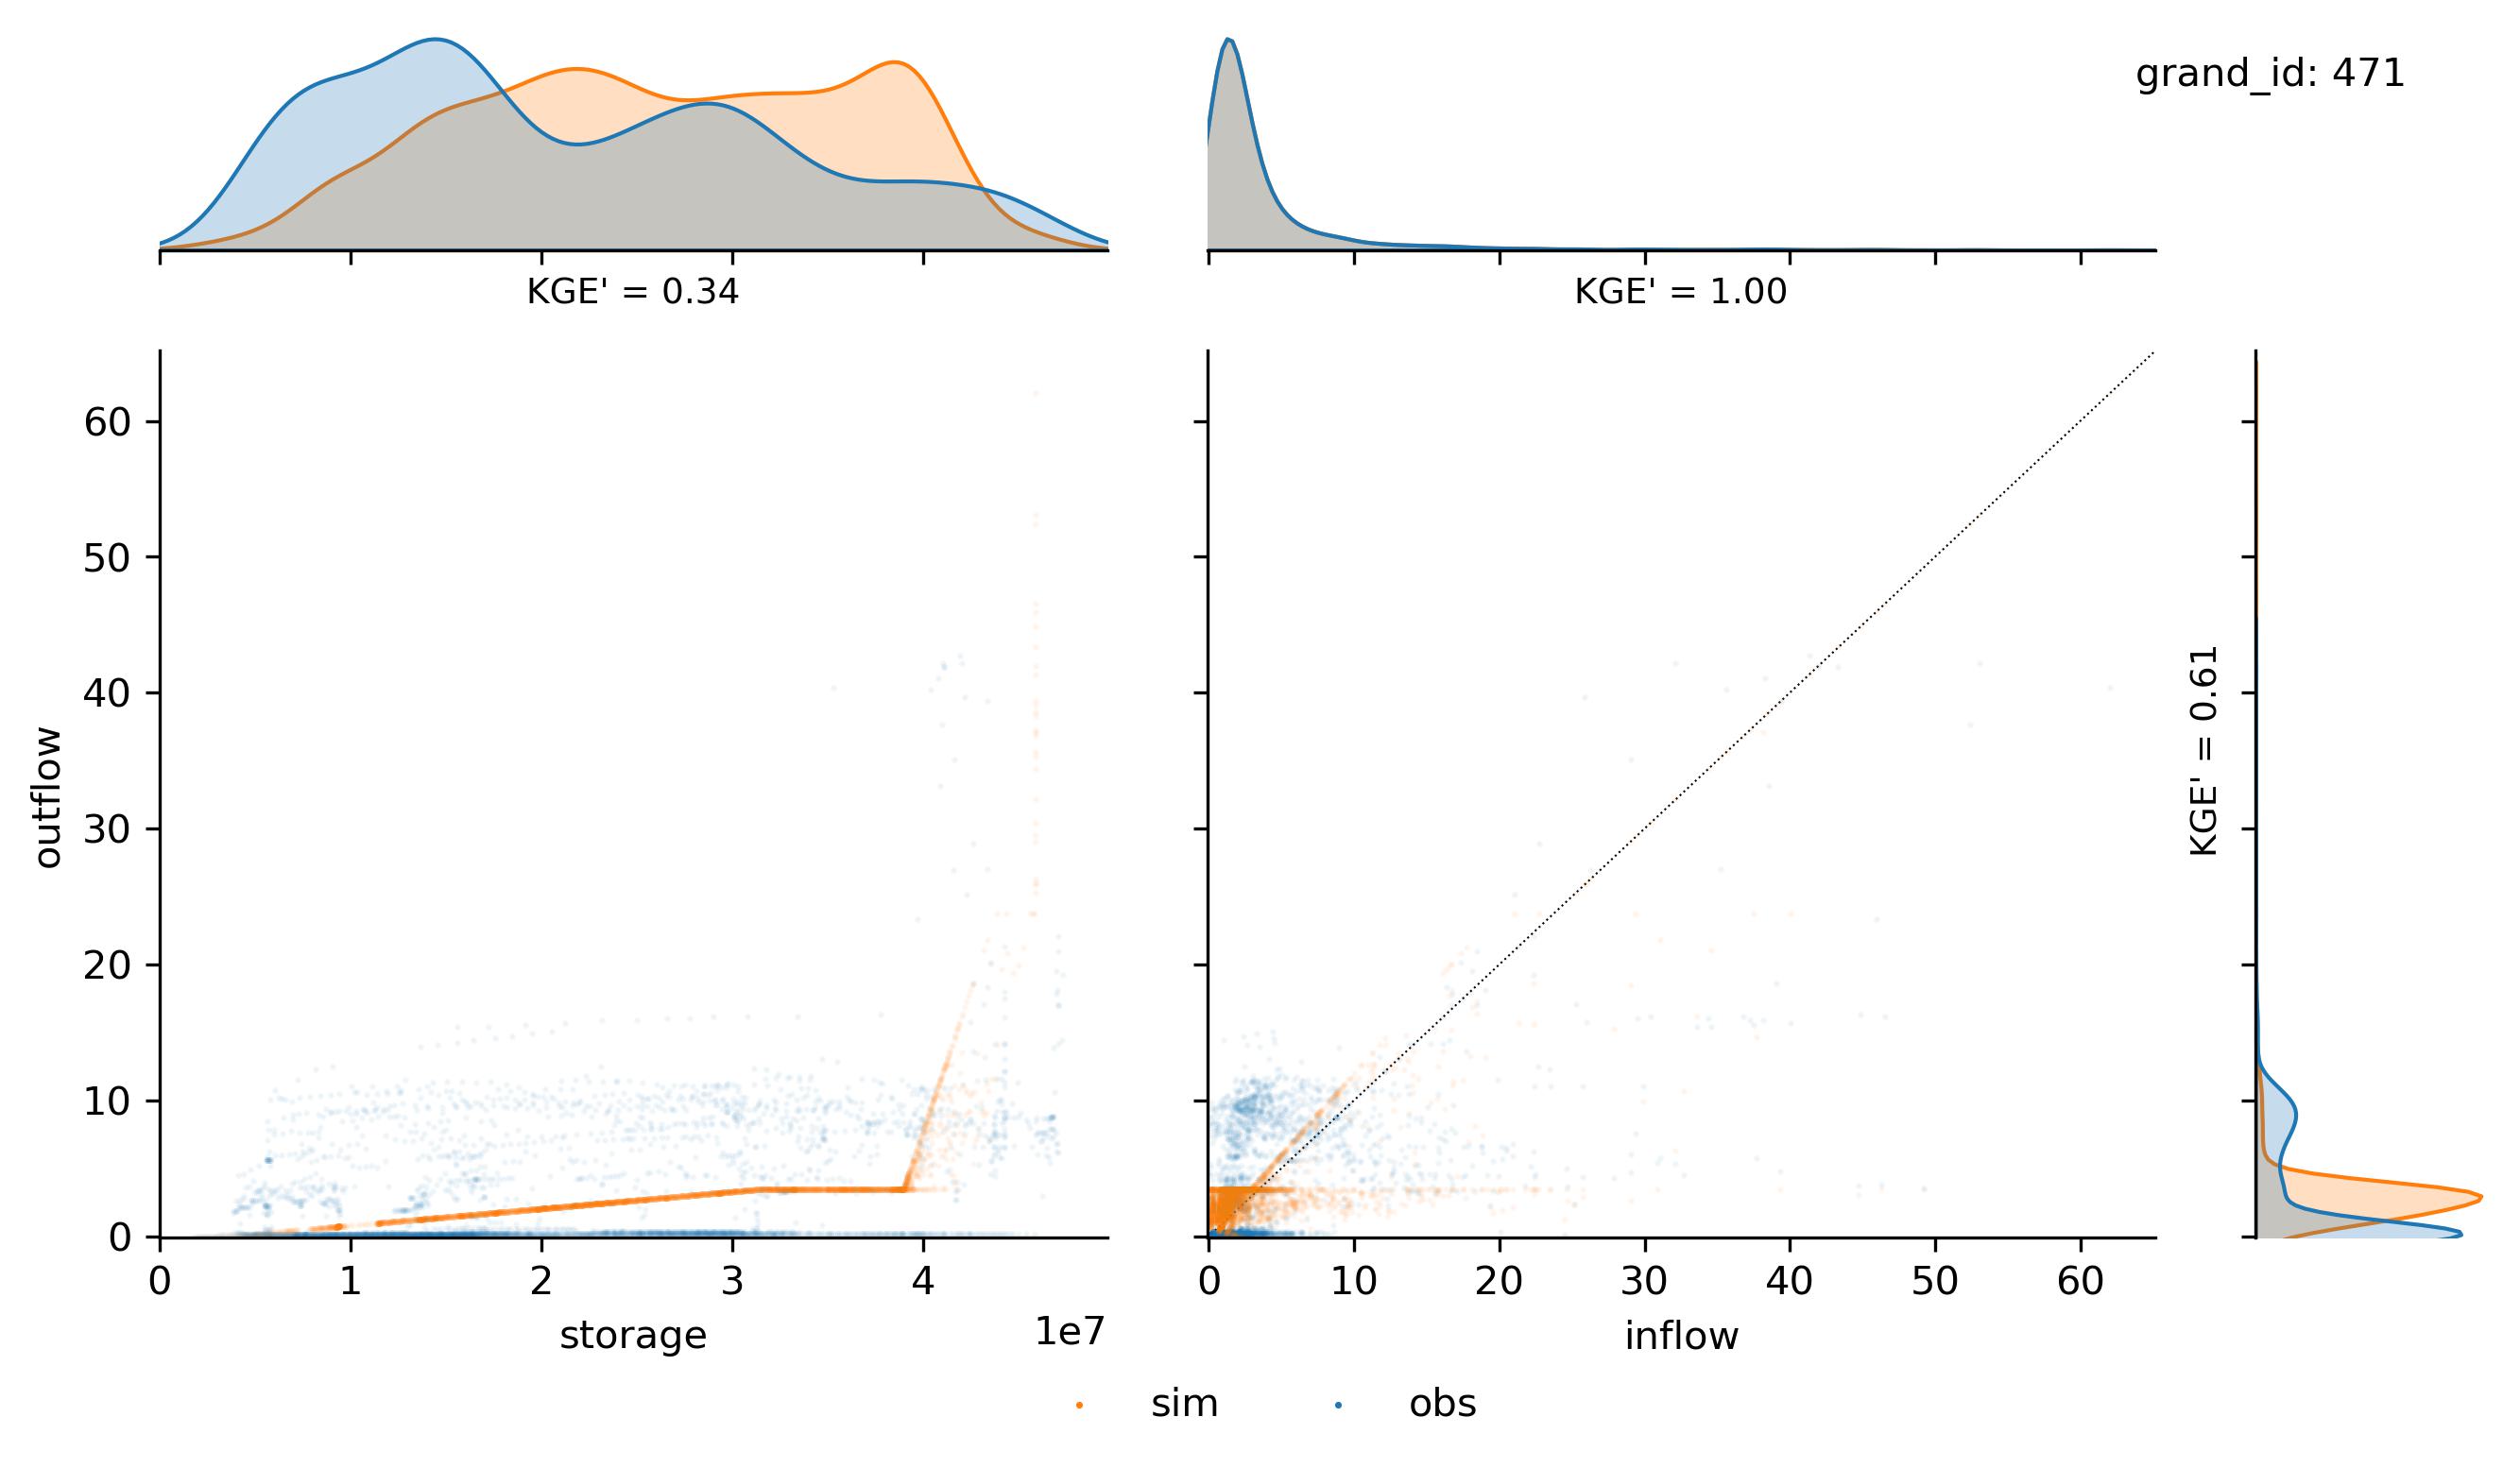 grand_id: 471
KGE' = 0.34
KGE' = 1.00
outflow
60
50
40
30
20
10
0
KGE' = 0.61
0 1 2 3 4
0 10 20 30 40 50 60
storage
1e7
inflow
sim
obs